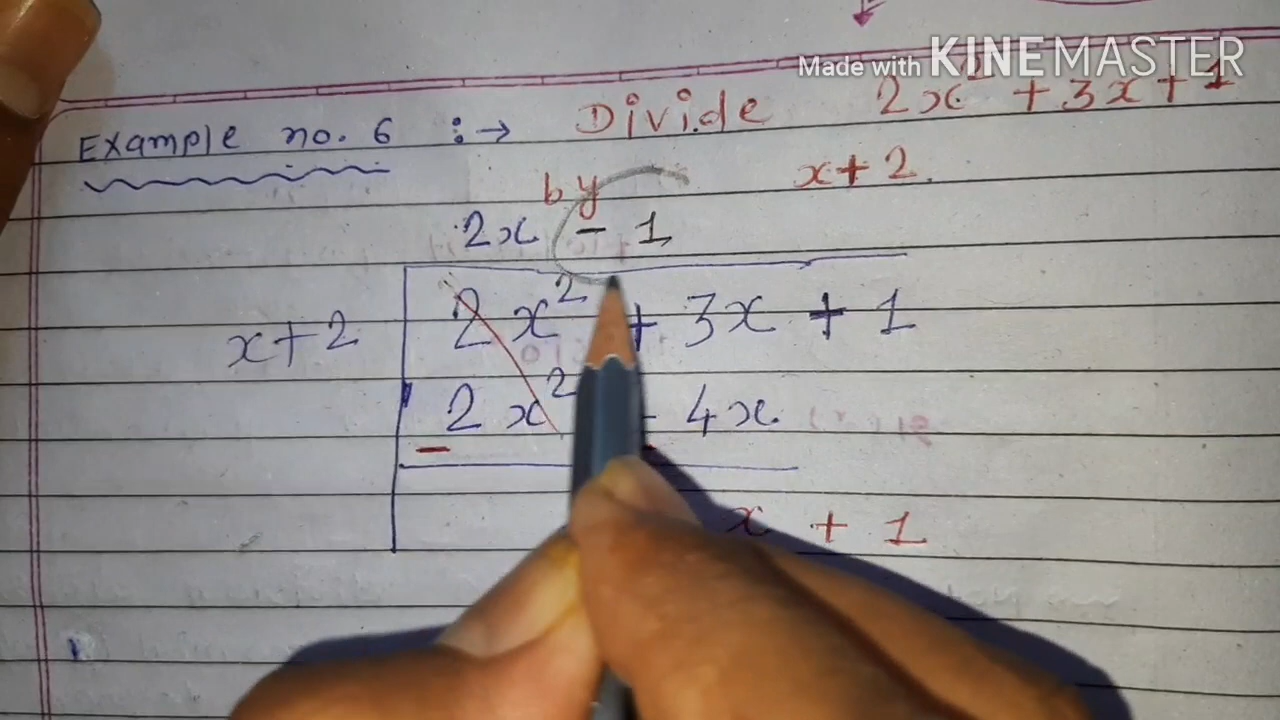 Made with KINEMASTER
Example no. 6 :→ Divide 2x² + 3x + 1
by x + 2.
2x - 1
x + 2 2x² + 3x + 1
2x² 4x
-
x + 1